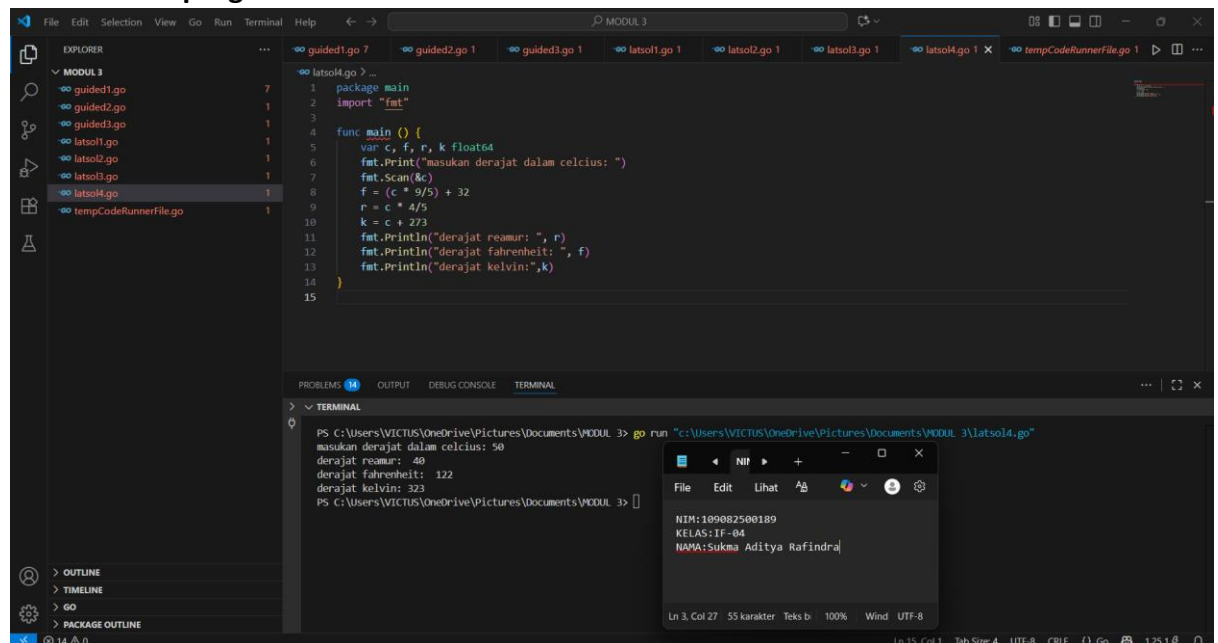 File Edit Selection View Go Run Terminal Help
MODUL 3
EXPLORER
MODUL 3
guided1.go 7
guided2.go 1
guided3.go 1
latsol1.go 1
latsol2.go 1
latsol3.go 1
latsol4.go 1
tempCodeRunnerFile.go 1
OUTLINE
TIMELINE
GO
PACKAGE OUTLINE
guided1.go 7 guided2.go 1 guided3.go 1 latsol1.go 1 latsol2.go 1 latsol3.go 1 latsol4.go 1 tempCodeRunnerFile.go 1
latsol4.go > ...
1 package main
2 import "fmt"
3
4 func main () {
5 var c, f, r, k float64
6 fmt.Print("masukan derajat dalam celcius: ")
7 fmt.Scan(&c)
8 f = (c * 9/5) + 32
9 r = c * 4/5
10 k = c + 273
11 fmt.Println("derajat reamur: ", r)
12 fmt.Println("derajat fahrenheit: ", f)
13 fmt.Println("derajat kelvin:",k)
14 }
15
PROBLEMS 14 OUTPUT DEBUG CONSOLE TERMINAL
TERMINAL
PS C:\Users\VICTUS\OneDrive\Pictures\Documents\MODUL 3> go run "c:\Users\VICTUS\OneDrive\Pictures\Documents\MODUL 3\latsol4.go"
masukan derajat dalam celcius: 50
derajat reamur:  40
derajat fahrenheit:  122
derajat kelvin: 323
PS C:\Users\VICTUS\OneDrive\Pictures\Documents\MODUL 3>
File Edit Lihat
NIM:109082500189
KELAS:IF-04
NAMA:Sukma Aditya Rafindra
Ln 3, Col 27 55 karakter Teks bi 100% Wind UTF-8
14 0 Ln 15, Col 1 Tab Size: 4 UTF-8 CRLF {} Go